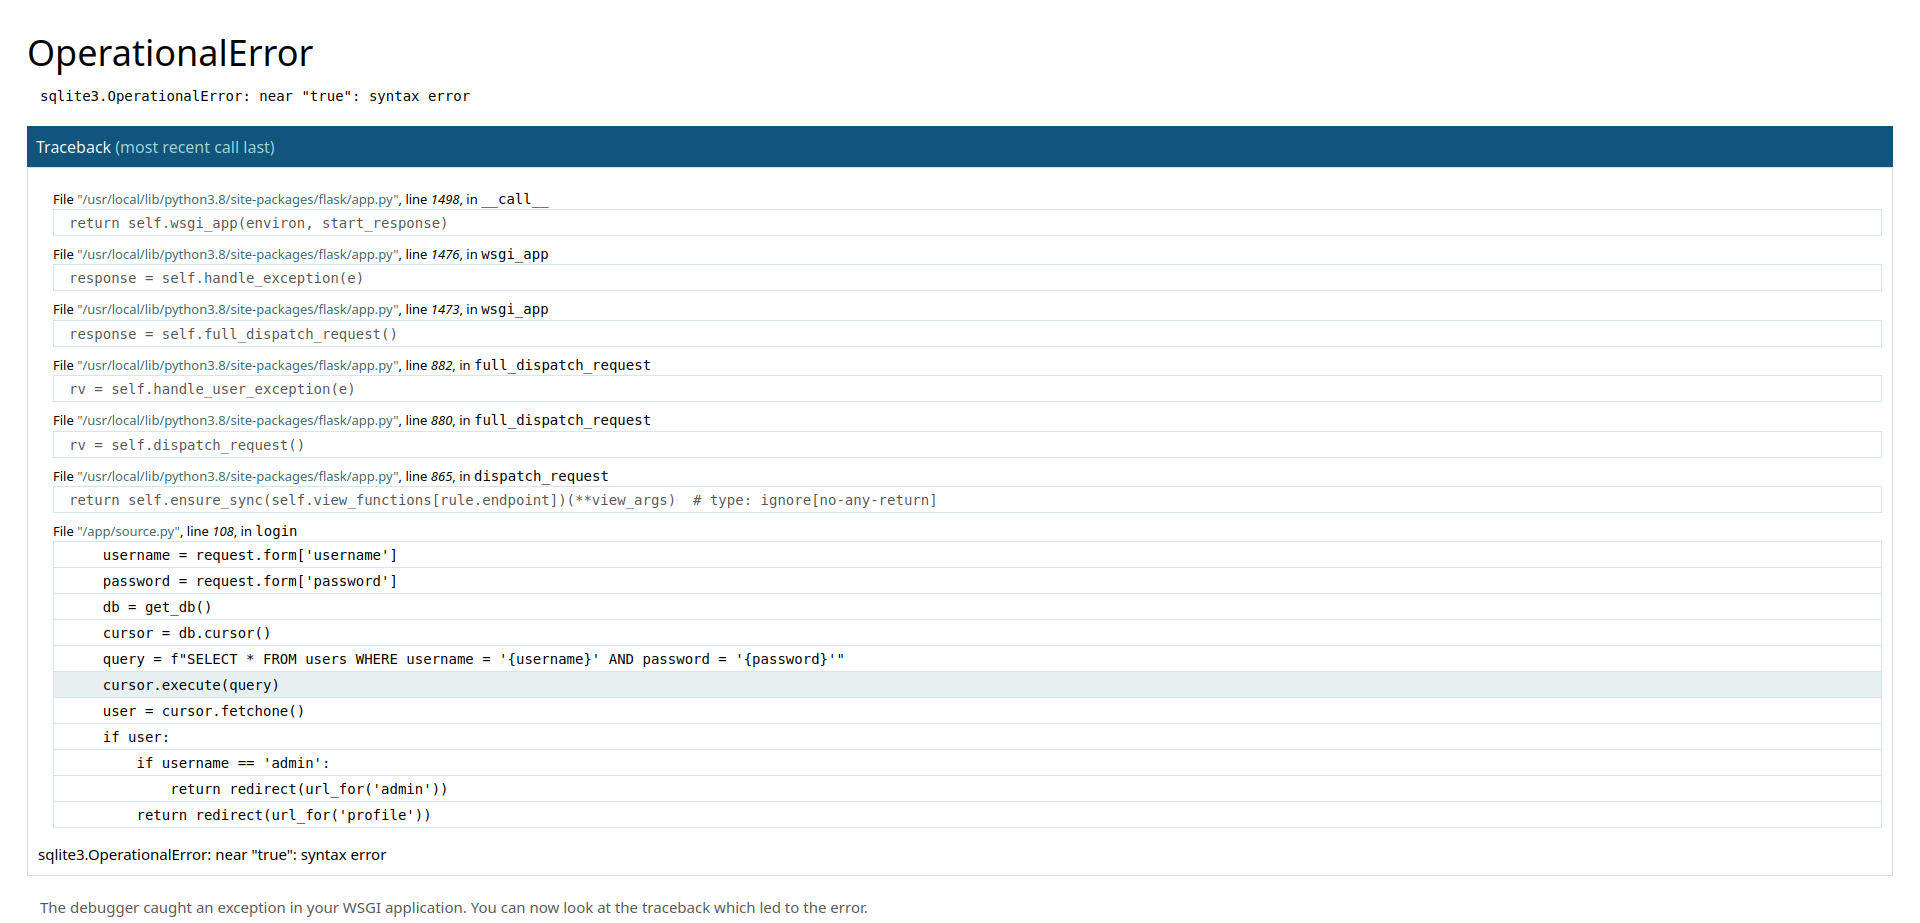 OperationalError
sqlite3.OperationalError: near "true": syntax error
Traceback (most recent call last)
File "/usr/local/lib/python3.8/site-packages/flask/app.py", line 1498, in __call__
return self.wsgi_app(environ, start_response)
File "/usr/local/lib/python3.8/site-packages/flask/app.py", line 1476, in wsgi_app
response = self.handle_exception(e)
File "/usr/local/lib/python3.8/site-packages/flask/app.py", line 1473, in wsgi_app
response = self.full_dispatch_request()
File "/usr/local/lib/python3.8/site-packages/flask/app.py", line 882, in full_dispatch_request
rv = self.handle_user_exception(e)
File "/usr/local/lib/python3.8/site-packages/flask/app.py", line 880, in full_dispatch_request
rv = self.dispatch_request()
File "/usr/local/lib/python3.8/site-packages/flask/app.py", line 865, in dispatch_request
return self.ensure_sync(self.view_functions[rule.endpoint])(**view_args)  # type: ignore[no-any-return]
File "/app/source.py", line 108, in login
username = request.form['username']
password = request.form['password']
db = get_db()
cursor = db.cursor()
query = f"SELECT * FROM users WHERE username = '{username}' AND password = '{password}'"
cursor.execute(query)
user = cursor.fetchone()
if user:
    if username == 'admin':
        return redirect(url_for('admin'))
    return redirect(url_for('profile'))
sqlite3.OperationalError: near "true": syntax error
The debugger caught an exception in your WSGI application. You can now look at the traceback which led to the error.